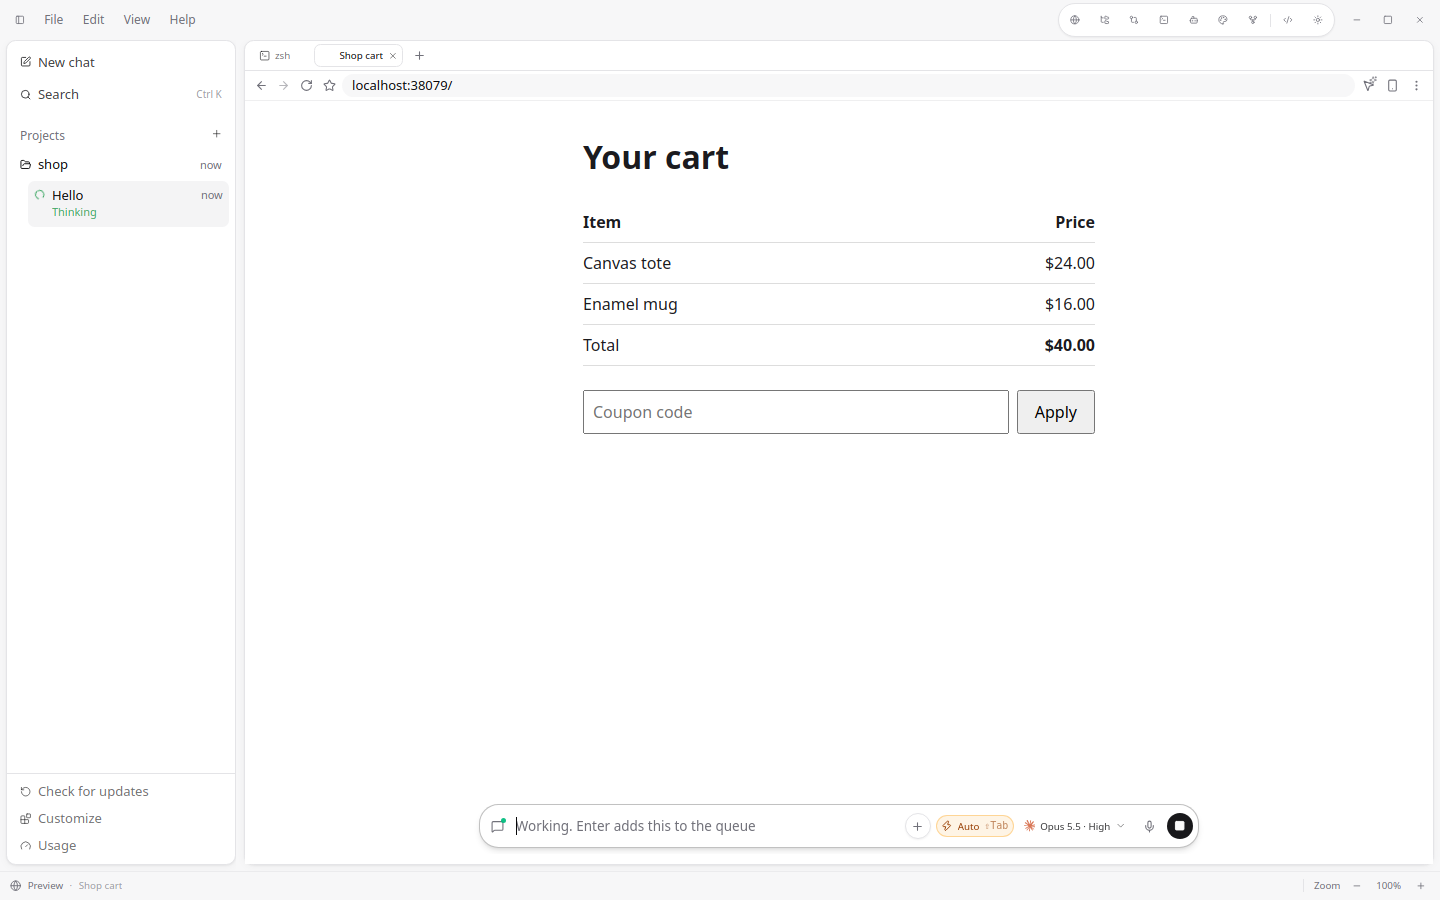 File Edit View Help
New chat
Search Ctrl K
Projects
shop now
Hello now
Thinking
Check for updates
Customize
Usage
zsh
Shop cart
localhost:38079/
Your cart
Item Price
Canvas tote $24.00
Enamel mug $16.00
Total $40.00
Coupon code Apply
Working. Enter adds this to the queue
Auto ⇧Tab
Opus 5.5 · High
Preview · Shop cart
Zoom − 100% +